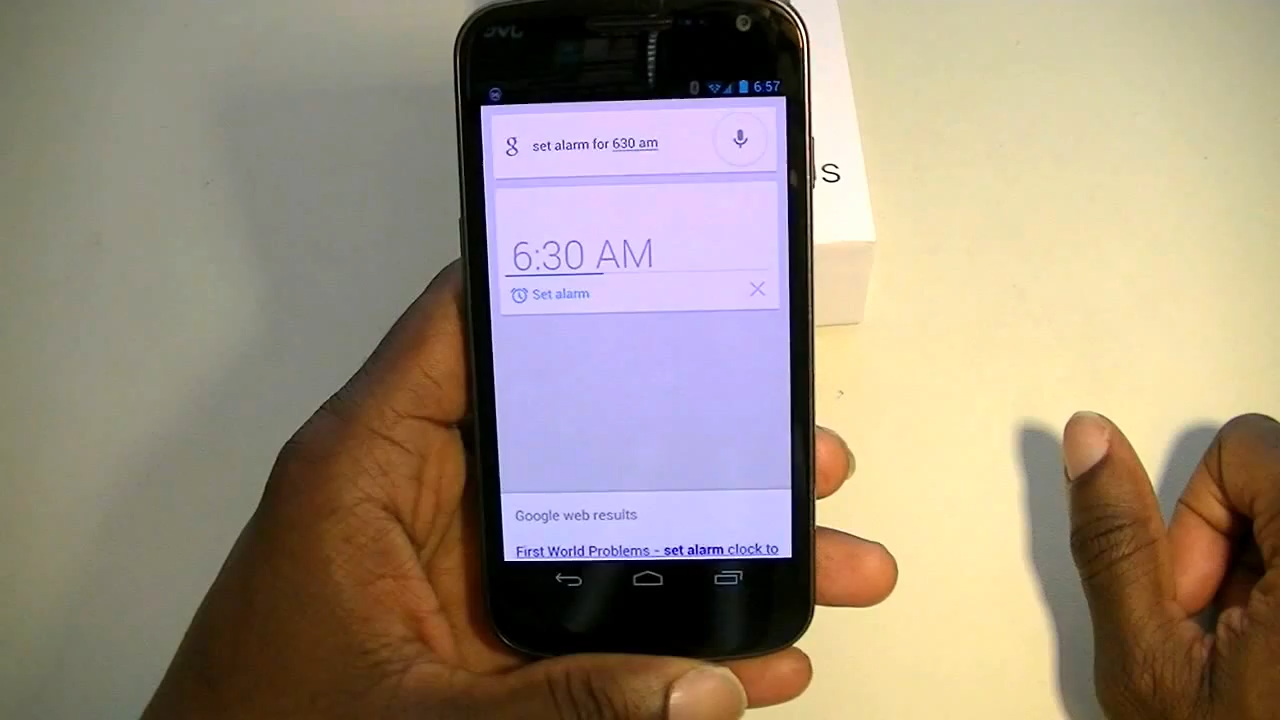 JVC
6:57
g set alarm for 630 am
S
6:30 AM
Set alarm
Google web results
First World Problems - set alarm clock to